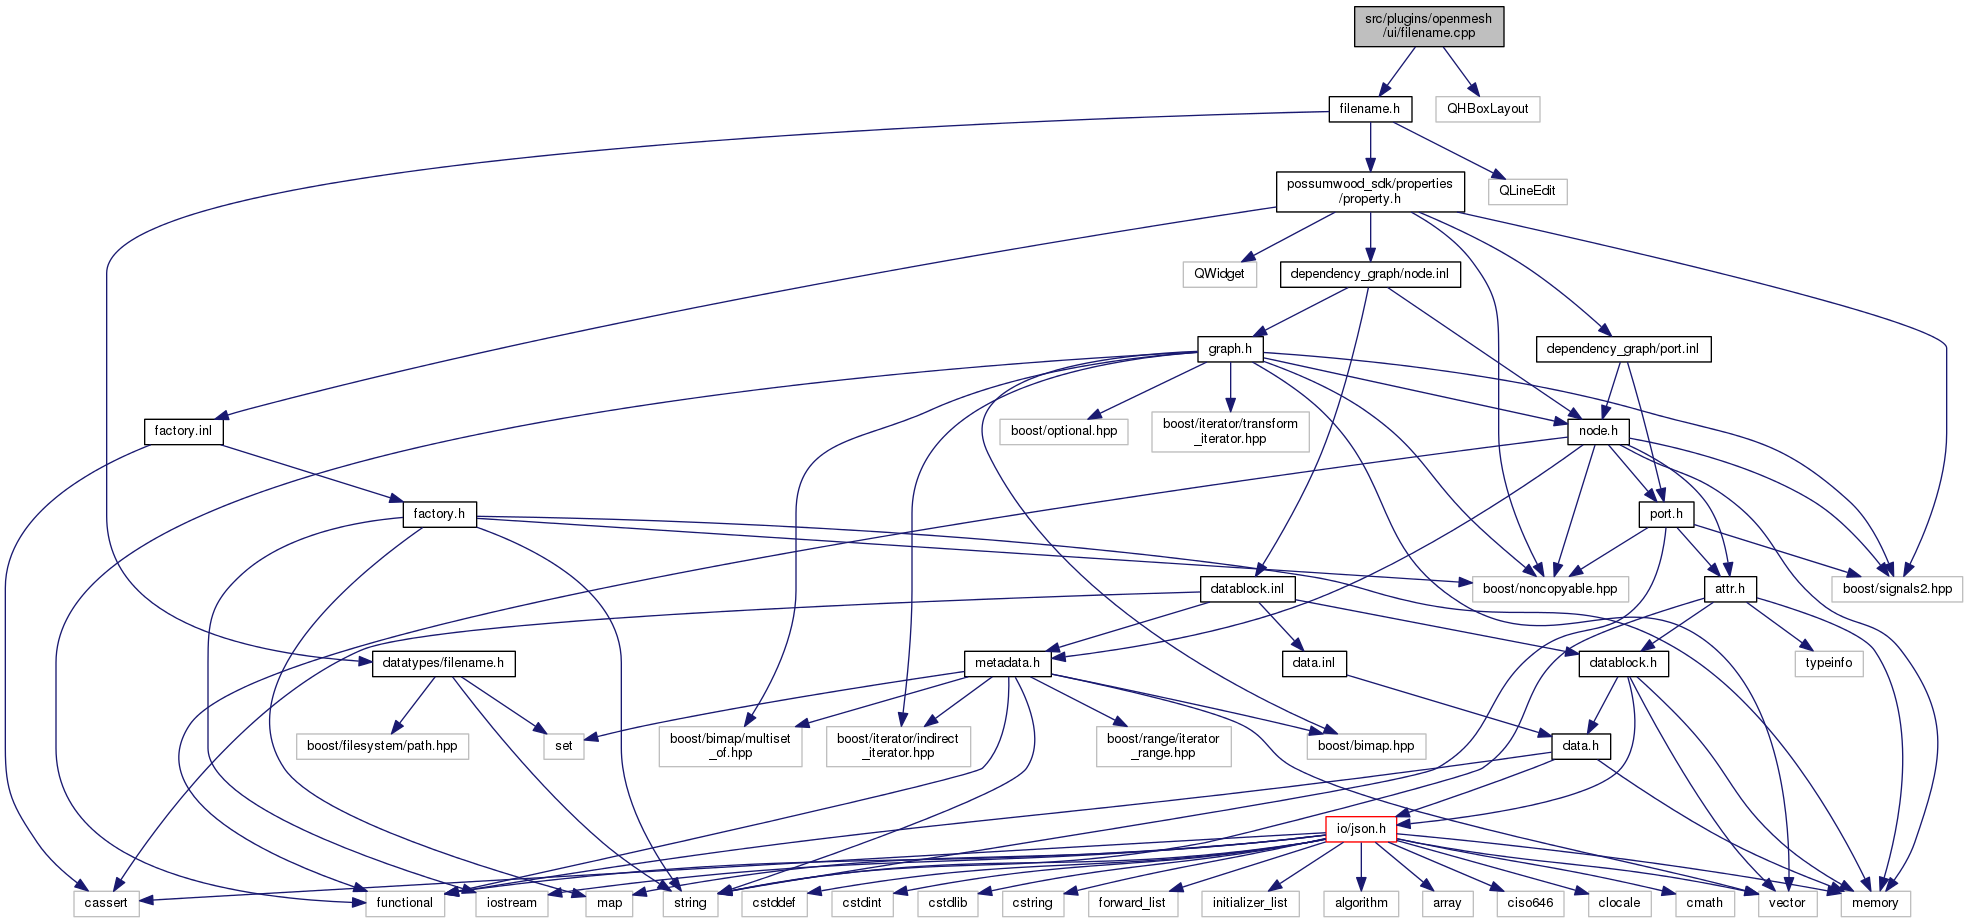 src/plugins/openmesh
/ui/filename.cpp
filename.h
QHBoxLayout
possumwood_sdk/properties
/property.h
QLineEdit
QWidget
dependency_graph/node.inl
graph.h
dependency_graph/port.inl
factory.inl
boost/optional.hpp
boost/iterator/transform
_iterator.hpp
node.h
factory.h
port.h
datablock.inl
boost/noncopyable.hpp
attr.h
boost/signals2.hpp
datatypes/filename.h
metadata.h
data.inl
datablock.h
typeinfo
boost/filesystem/path.hpp
set
boost/bimap/multiset
_of.hpp
boost/iterator/indirect
_iterator.hpp
boost/range/iterator
_range.hpp
boost/bimap.hpp
data.h
io/json.h
cassert
functional
iostream
map
string
cstddef
cstdint
cstdlib
cstring
forward_list
initializer_list
algorithm
array
ciso646
clocale
cmath
vector
memory